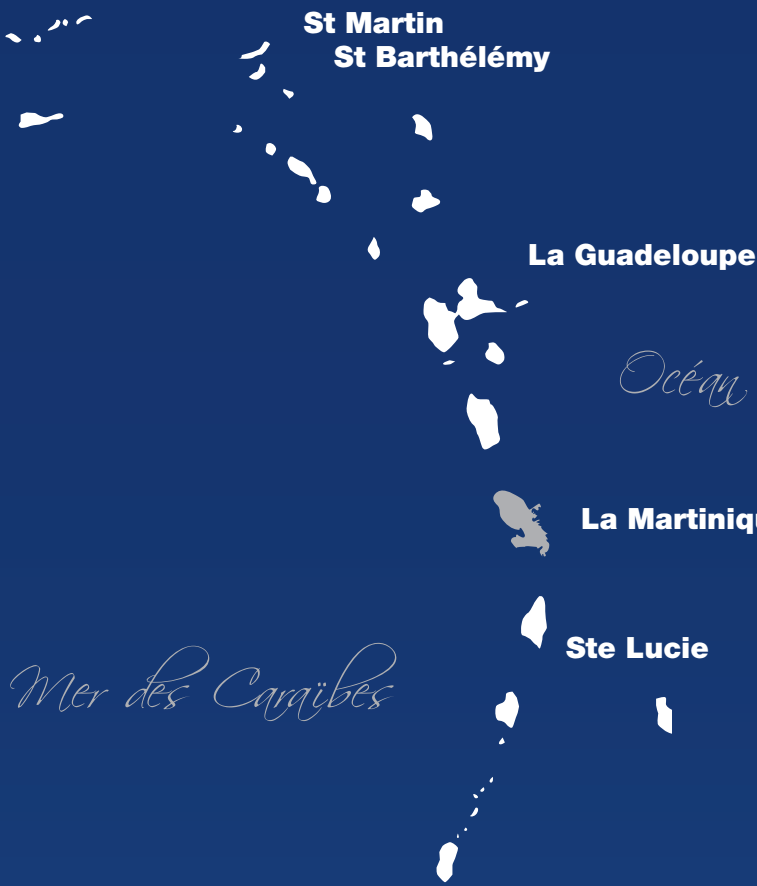 St Martin
St Barthélémy
La Guadeloupe
Océan
La Martiniqu
Ste Lucie
Mer des Caraïbes